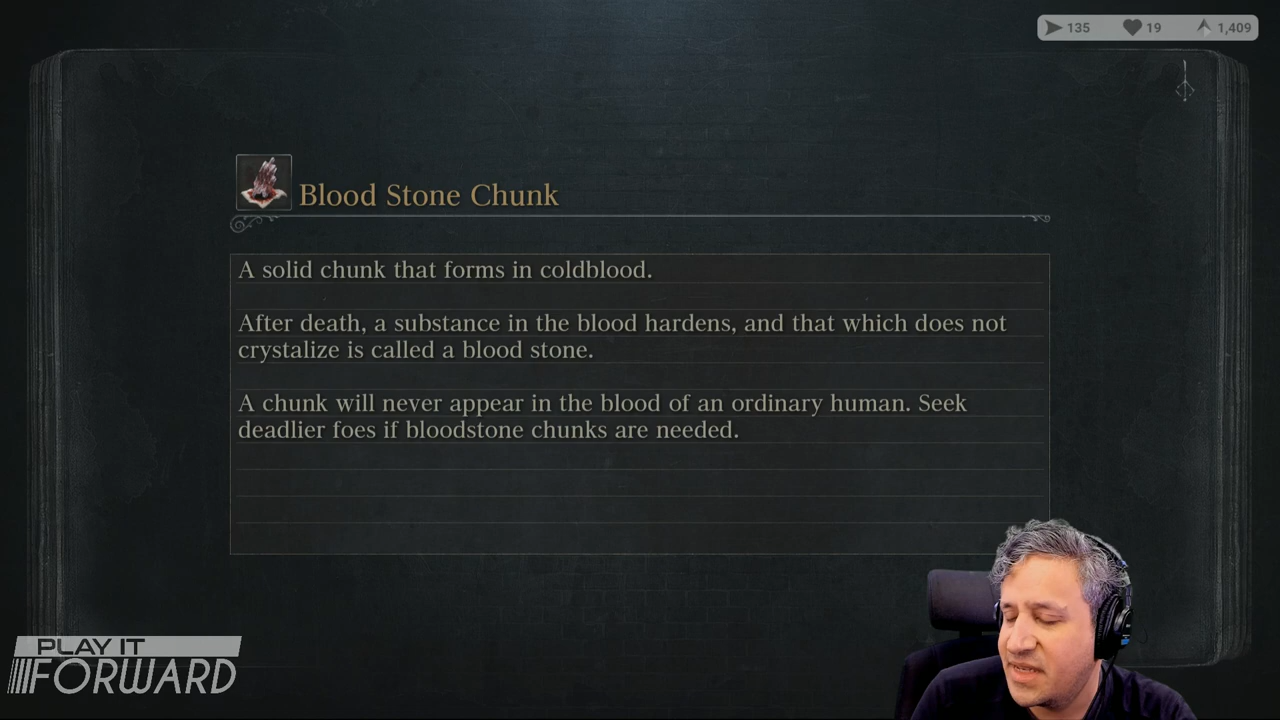 135 19 1,409
Blood Stone Chunk
A solid chunk that forms in coldblood.
After death, a substance in the blood hardens, and that which does not
crystalize is called a blood stone.
A chunk will never appear in the blood of an ordinary human. Seek
deadlier foes if bloodstone chunks are needed.
PLAY IT
FORWARD